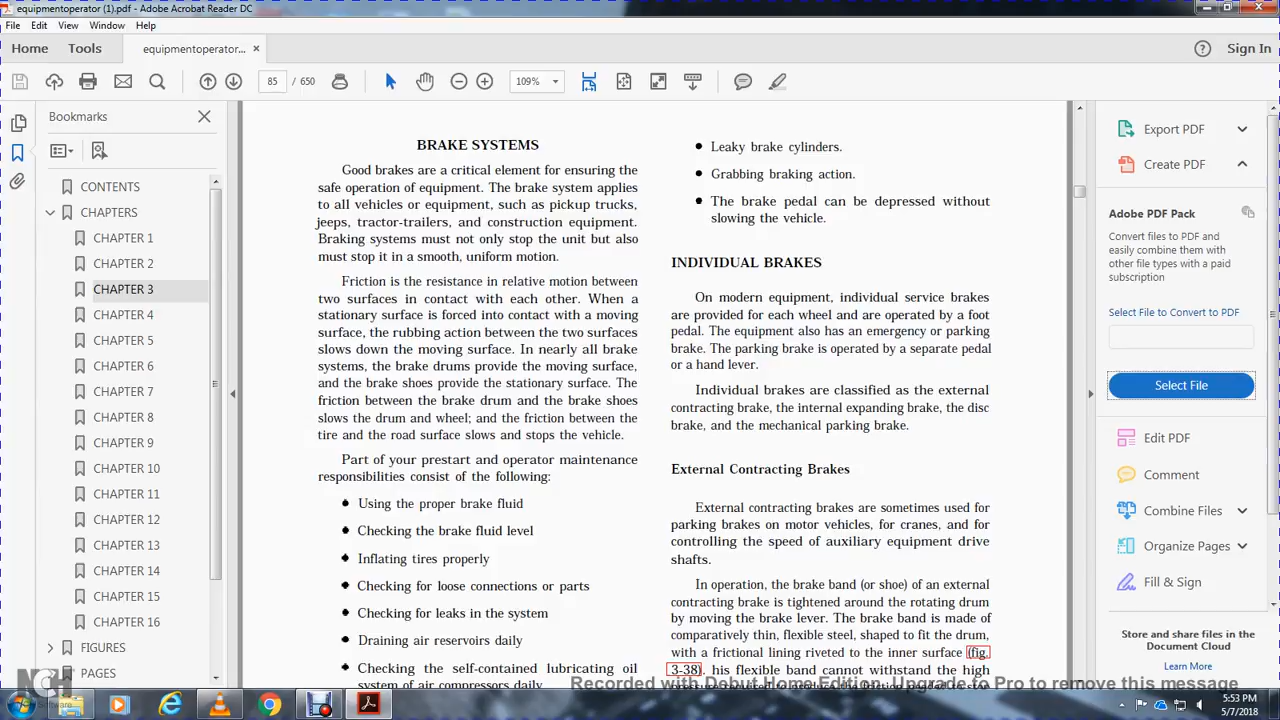 equipmentoperator (1).pdf - Adobe Acrobat Reader DC
File Edit View Window Help
Home Tools equipmentoperator... × ? Sign In
85 / 650 109%
Bookmarks
CONTENTS
CHAPTERS
CHAPTER 1
CHAPTER 2
CHAPTER 3
CHAPTER 4
CHAPTER 5
CHAPTER 6
CHAPTER 7
CHAPTER 8
CHAPTER 9
CHAPTER 10
CHAPTER 11
CHAPTER 12
CHAPTER 13
CHAPTER 14
CHAPTER 15
CHAPTER 16
FIGURES
PAGES
BRAKE SYSTEMS
Good brakes are a critical element for ensuring the
safe operation of equipment. The brake system applies
to all vehicles or equipment, such as pickup trucks,
jeeps, tractor-trailers, and construction equipment.
Braking systems must not only stop the unit but also
must stop it in a smooth, uniform motion.
Friction is the resistance in relative motion between
two surfaces in contact with each other. When a
stationary surface is forced into contact with a moving
surface, the rubbing action between the two surfaces
slows down the moving surface. In nearly all brake
systems, the brake drums provide the moving surface,
and the brake shoes provide the stationary surface. The
friction between the brake drum and the brake shoes
slows the drum and wheel; and the friction between the
tire and the road surface slows and stops the vehicle.
Part of your prestart and operator maintenance
responsibilities consist of the following:
● Using the proper brake fluid
● Checking the brake fluid level
● Inflating tires properly
● Checking for loose connections or parts
● Checking for leaks in the system
● Draining air reservoirs daily
● Checking the self-contained lubricating oil
system of air compressors daily
● Leaky brake cylinders.
● Grabbing braking action.
● The brake pedal can be depressed without
slowing the vehicle.
INDIVIDUAL BRAKES
On modern equipment, individual service brakes
are provided for each wheel and are operated by a foot
pedal. The equipment also has an emergency or parking
brake. The parking brake is operated by a separate pedal
or a hand lever.
Individual brakes are classified as the external
contracting brake, the internal expanding brake, the disc
brake, and the mechanical parking brake.
External Contracting Brakes
External contracting brakes are sometimes used for
parking brakes on motor vehicles, for cranes, and for
controlling the speed of auxiliary equipment drive
shafts.
In operation, the brake band (or shoe) of an external
contracting brake is tightened around the rotating drum
by moving the brake lever. The brake band is made of
comparatively thin, flexible steel, shaped to fit the drum,
with a frictional lining riveted to the inner surface (fig.
3-38). his flexible band cannot withstand the high
Export PDF
Create PDF
Adobe PDF Pack
Convert files to PDF and
easily combine them with
other file types with a paid
subscription
Select File to Convert to PDF
Select File
Edit PDF
Comment
Combine Files
Organize Pages
Fill & Sign
Store and share files in the
Document Cloud
Learn More
NCH Software
Recorded with Debut Home Edition. Upgrade to Pro to remove this message
5:53 PM
5/7/2018